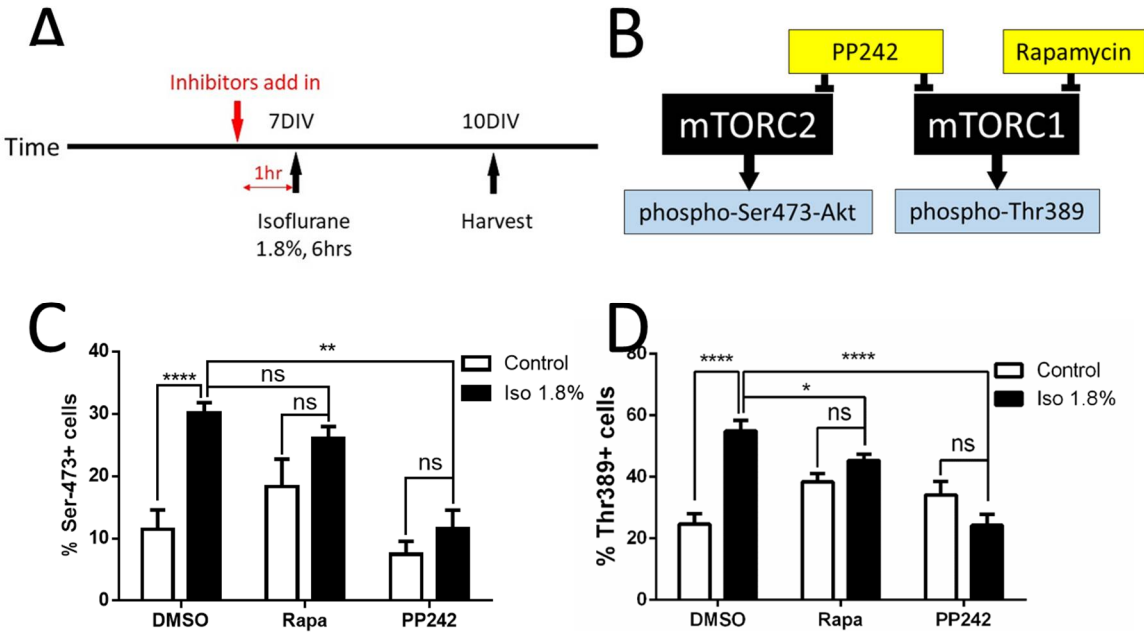 A
Inhibitors add in
7DIV
10DIV
Time
1hr
Isoflurane
1.8%, 6hrs
Harvest
B
PP242
Rapamycin
mTORC2
mTORC1
phospho-Ser473-Akt
phospho-Thr389
C
% Ser-473+ cells
40
30
20
10
0
****
ns
**
ns
ns
Control
Iso 1.8%
DMSO
Rapa
PP242
D
% Thr389+ cells
80
60
40
20
0
****
****
*
ns
ns
Control
Iso 1.8%
DMSO
Rapa
PP242